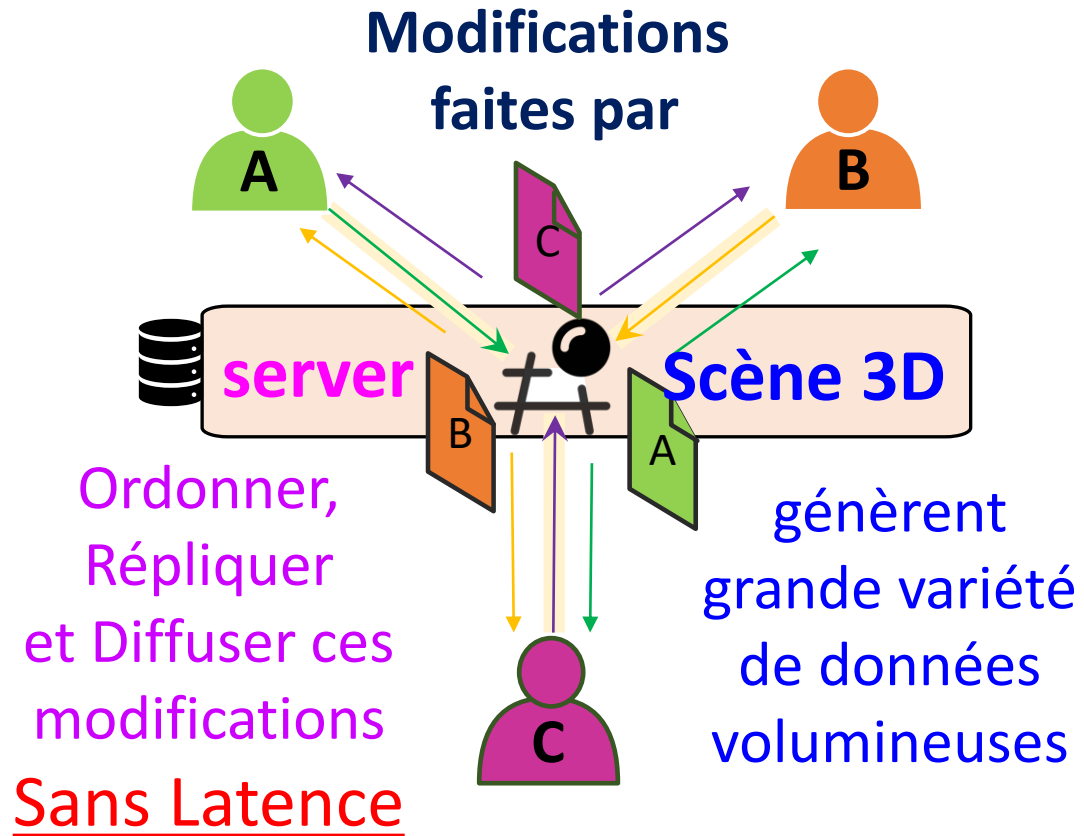 Modifications
faites par
A
B
C
server
Scène 3D
B
A
Ordonner,
Répliquer
et Diffuser ces
modifications
Sans Latence
génèrent
grande variété
de données
volumineuses
C